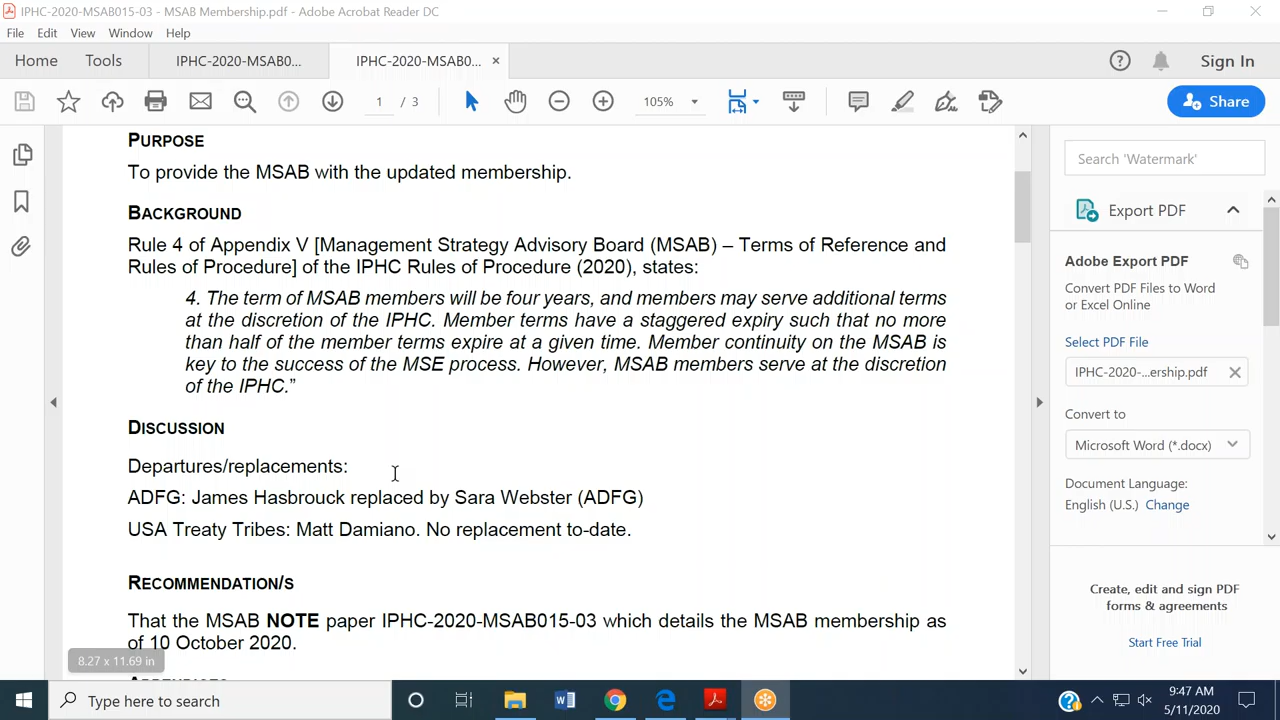 IPHC-2020-MSAB015-03 - MSAB Membership.pdf - Adobe Acrobat Reader DC
File Edit View Window Help
Home Tools IPHC-2020-MSAB0... IPHC-2020-MSAB0... × Sign In
1 / 3 105% Share
PURPOSE
To provide the MSAB with the updated membership.
BACKGROUND
Rule 4 of Appendix V [Management Strategy Advisory Board (MSAB) – Terms of Reference and
Rules of Procedure] of the IPHC Rules of Procedure (2020), states:
4. The term of MSAB members will be four years, and members may serve additional terms
at the discretion of the IPHC. Member terms have a staggered expiry such that no more
than half of the member terms expire at a given time. Member continuity on the MSAB is
key to the success of the MSE process. However, MSAB members serve at the discretion
of the IPHC.”
DISCUSSION
Departures/replacements:
ADFG: James Hasbrouck replaced by Sara Webster (ADFG)
USA Treaty Tribes: Matt Damiano. No replacement to-date.
RECOMMENDATION/S
That the MSAB NOTE paper IPHC-2020-MSAB015-03 which details the MSAB membership as
of 10 October 2020.
8.27 x 11.69 in
Search 'Watermark'
Export PDF
Adobe Export PDF
Convert PDF Files to Word
or Excel Online
Select PDF File
IPHC-2020-...ership.pdf
Convert to
Microsoft Word (*.docx)
Document Language:
English (U.S.) Change
Create, edit and sign PDF
forms & agreements
Start Free Trial
Type here to search
9:47 AM
5/11/2020